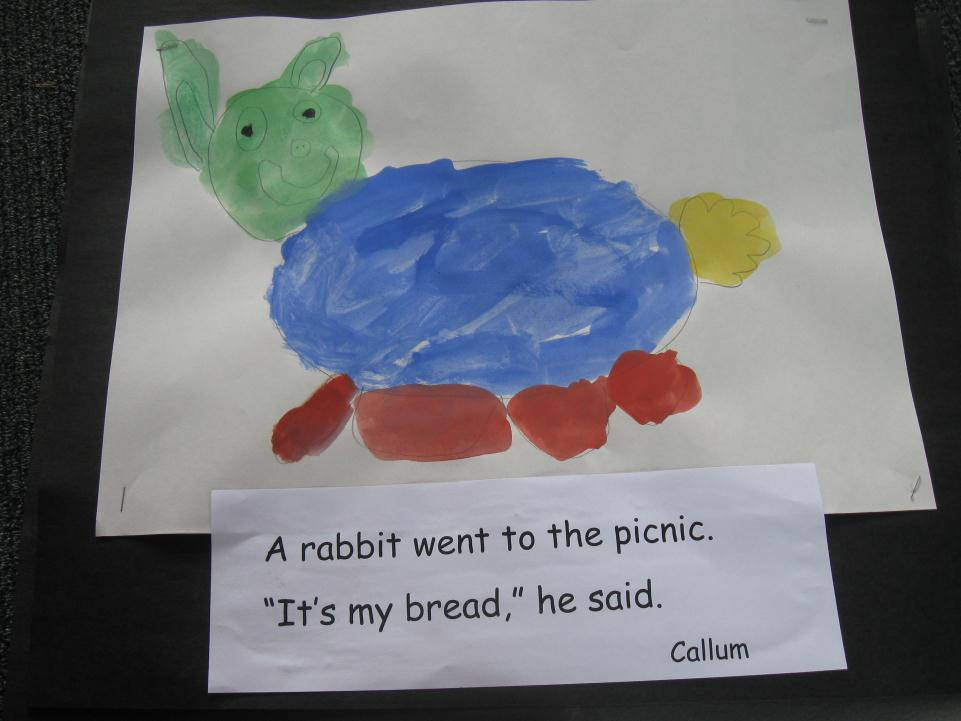 A rabbit went to the picnic.
“It’s my bread,” he said.
Callum